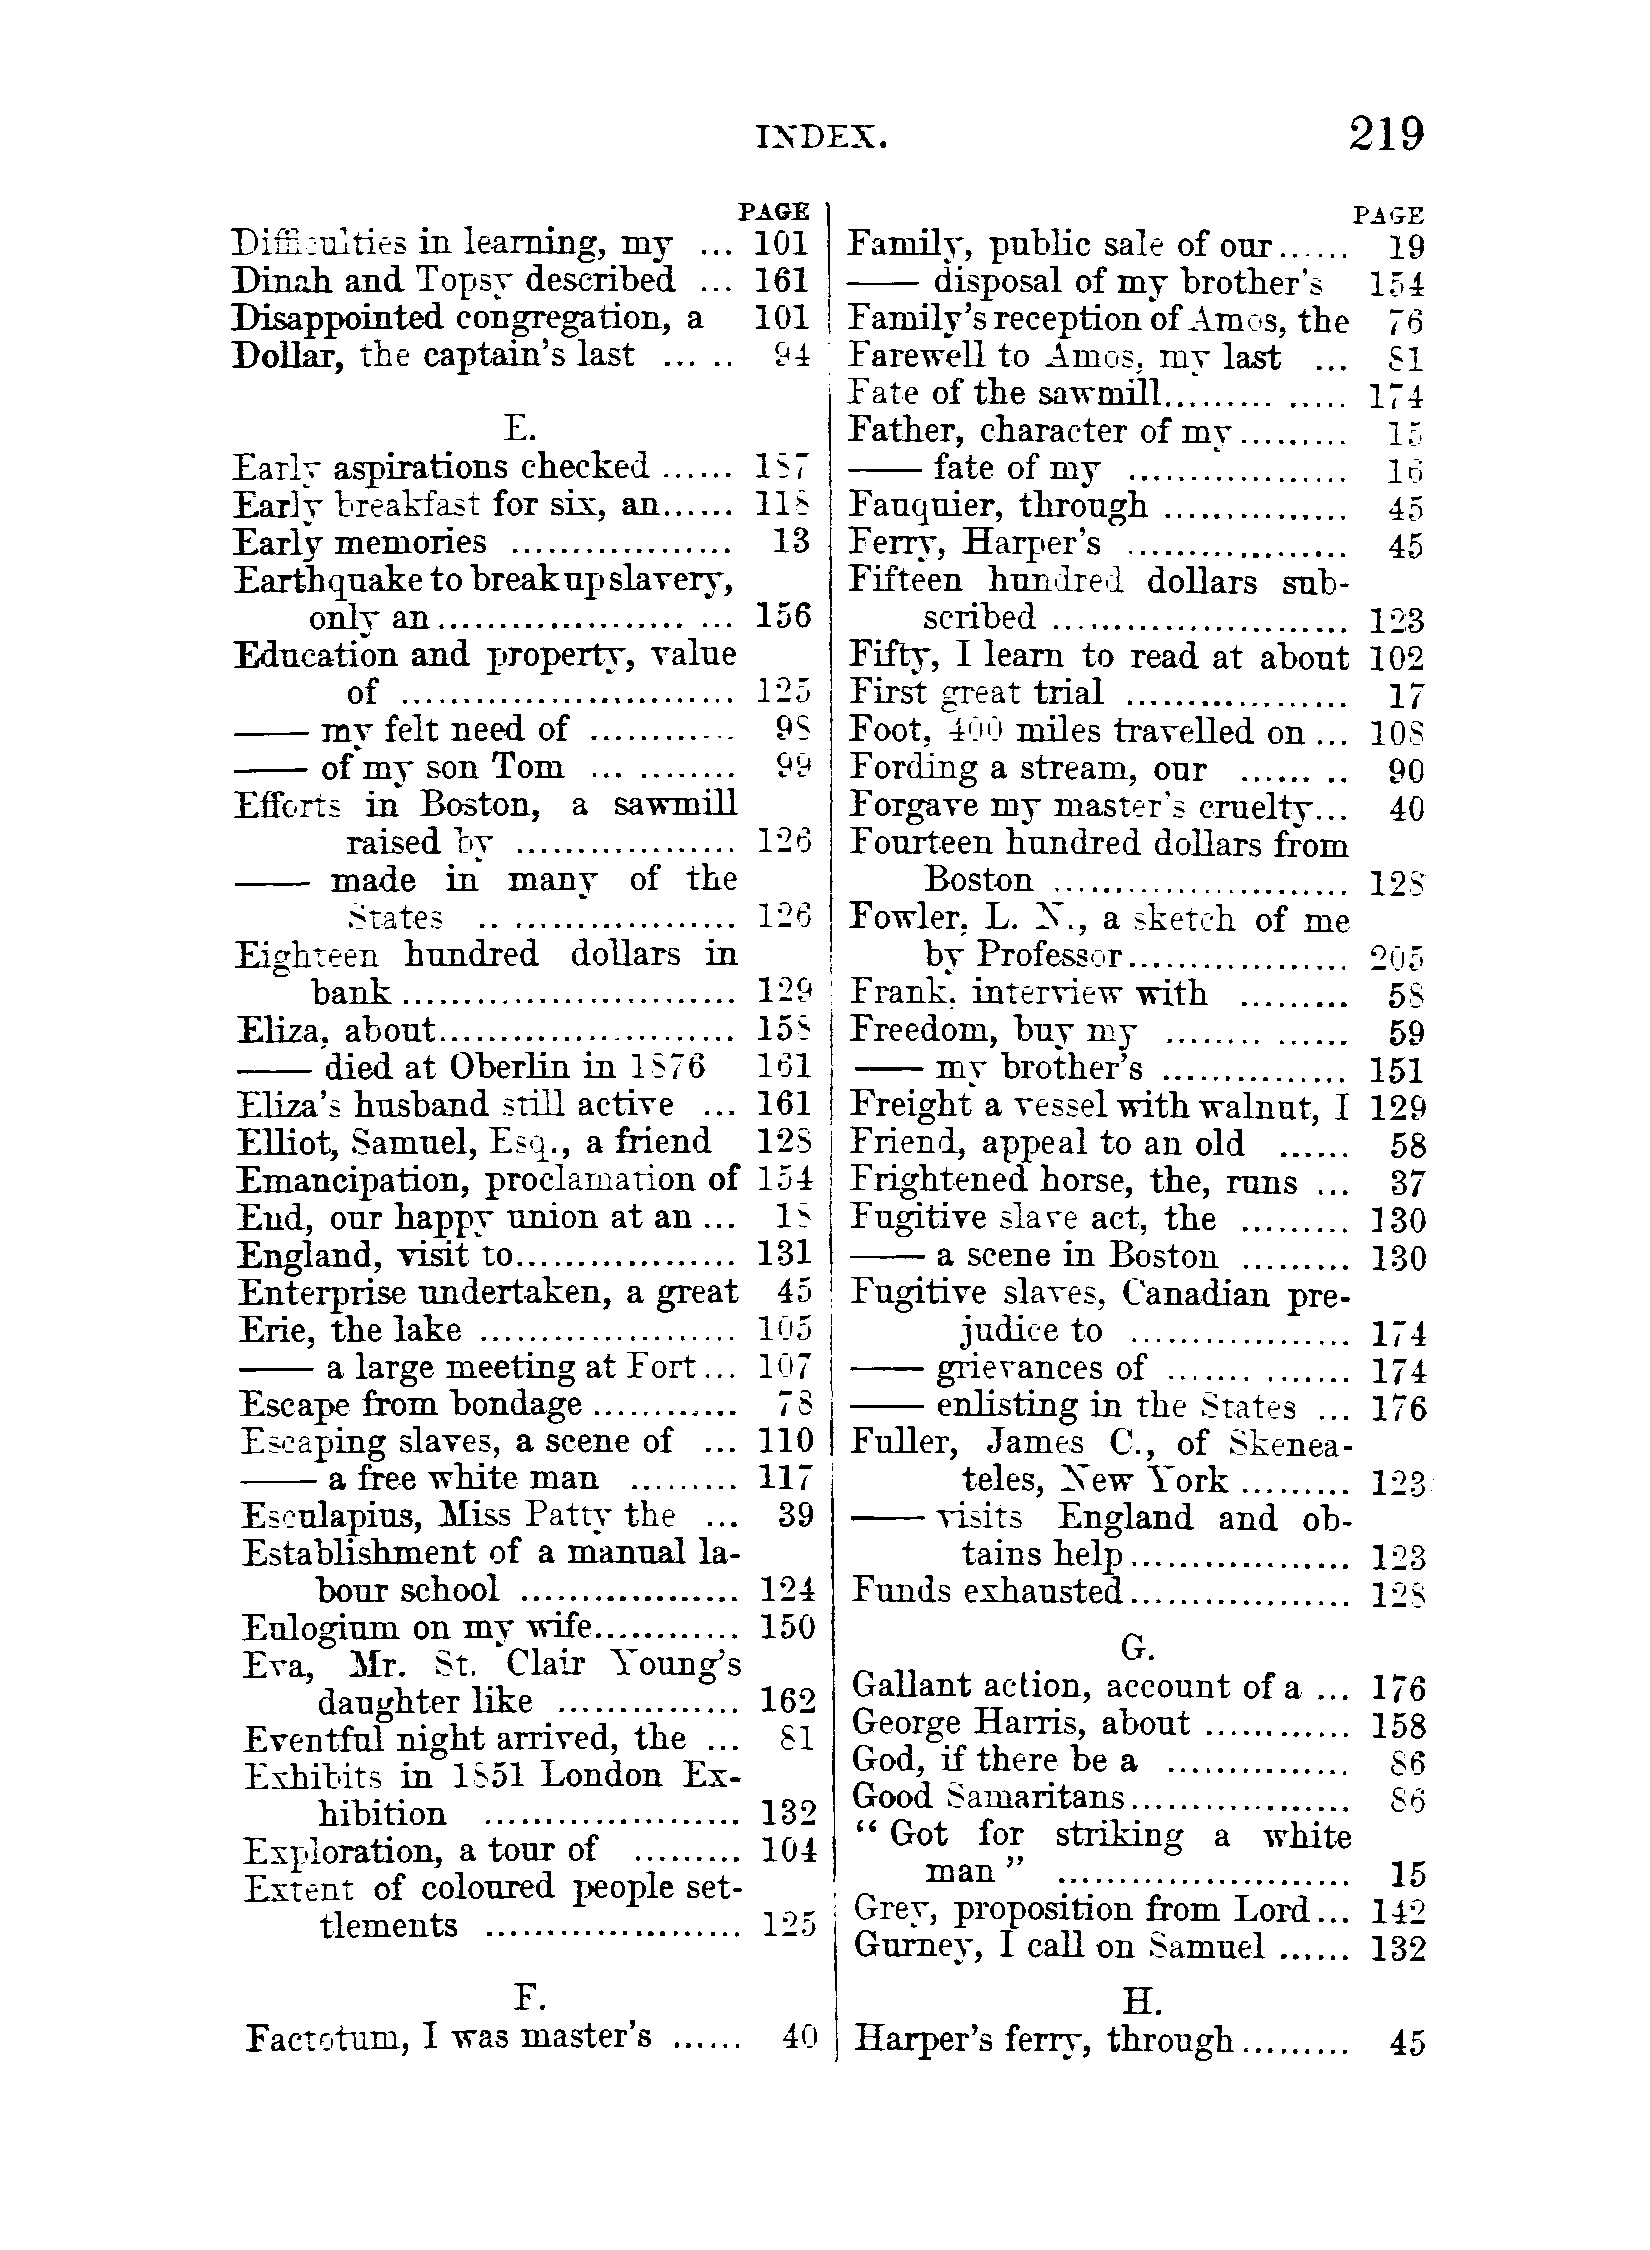 INDEX. 219
PAGE
Difficulties in learning, my ... 101
Dinah and Topsy described ... 161
Disappointed congregation, a 101
Dollar, the captain's last ... .. 94
E.
Early aspirations checked ...... 187
Early breakfast for six, an...... 118
Early memories .................. 13
Earthquake to break up slavery,
only an.................... ... 156
Education and property, value
of ........................... 125
—— my felt need of ............ 98
—— of my son Tom ... ......... 99
Efforts in Boston, a sawmill
raised by .................. 126
—— made in many of the
States .. .................. 126
Eighteen hundred dollars in
bank........................... 129
Eliza, about........................ 158
—— died at Oberlin in 1876 161
Eliza's husband still active ... 161
Elliot, Samuel, Esq., a friend 128
Emancipation, proclamation of 154
End, our happy union at an ... 18
England, visit to.................. 131
Enterprise undertaken, a great 45
Erie, the lake ..................... 105
—— a large meeting at Fort... 107
Escape from bondage ............ 78
Escaping slaves, a scene of ... 110
—— a free white man ......... 117
Esculapius, Miss Patty the ... 39
Establishment of a manual la-
bour school .................. 124
Eulogium on my wife............ 150
Eva, Mr. St. Clair Young's
daughter like ............... 162
Eventful night arrived, the ... 81
Exhibits in 1851 London Ex-
hibition ..................... 132
Exploration, a tour of ......... 104
Extent of coloured people set-
tlements ..................... 125
F.
Factotum, I was master's ...... 40
PAGE
Family, public sale of our...... 19
—— disposal of my brother's 154
Family's reception of Amos, the 76
Farewell to Amos, my last ... 81
Fate of the sawmill......... ..... 174
Father, character of my......... 15
—— fate of my .................. 16
Fauquier, through ............... 45
Ferry, Harper's .................. 45
Fifteen hundred dollars sub-
scribed ........................ 123
Fifty, I learn to read at about 102
First great trial .................. 17
Foot, 400 miles travelled on ... 108
Fording a stream, our ...... .. 90
Forgave my master's cruelty... 40
Fourteen hundred dollars from
Boston ........................ 128
Fowler, L. N., a sketch of me
by Professor.................. 205
Frank, interview with ......... 58
Freedom, buy my ........ ...... 59
—— my brother's ............... 151
Freight a vessel with walnut, I 129
Friend, appeal to an old ...... 58
Frightened horse, the, runs ... 37
Fugitive slave act, the ......... 130
—— a scene in Boston ......... 130
Fugitive slaves, Canadian pre-
judice to .................. 174
—— grievances of ....... ....... 174
—— enlisting in the States ... 176
Fuller, James C., of Skenea-
teles, New York ......... 123
—— visits England and ob-
tains help.................. 123
Funds exhausted.................. 128
G.
Gallant action, account of a ... 176
George Harris, about ............ 158
God, if there be a ............... 86
Good Samaritans.................. 86
“ Got for striking a white
man ” ........................ 15
Grey, proposition from Lord... 142
Gurney, I call on Samuel ...... 132
H.
Harper's ferry, through......... 45